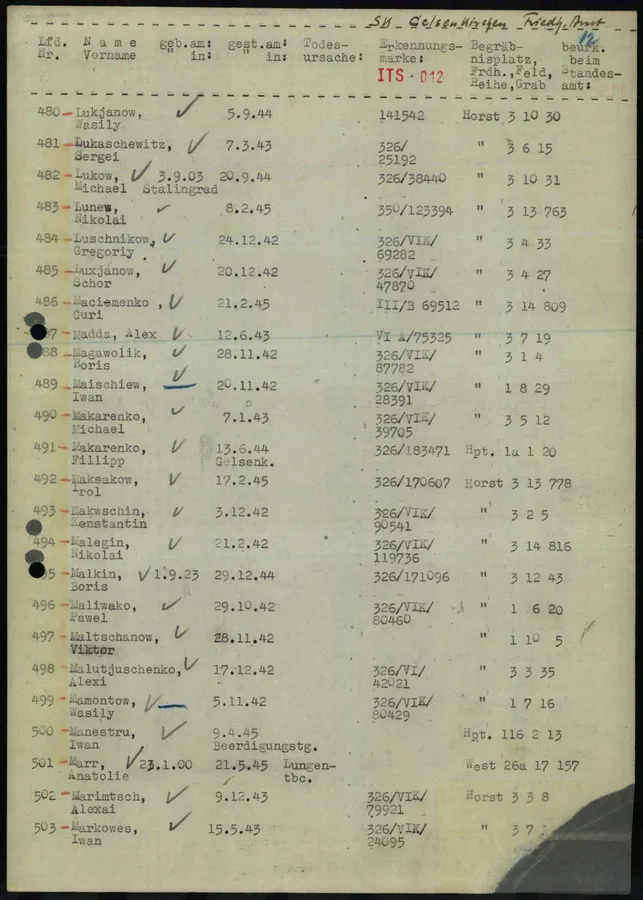 SK Gelsenkirchen Friedh. Amt
12
Lfd. Name geb.am: gest.am: Todes- Erkennungs- Begräb- beurk.
Nr. Vorname " in: " in: ursache: marke: nisplatz, beim
ITS - 012 Frdh.,Feld, Standes-
Reihe,Grab amt:
480 Lukjanow, 5.9.44 141542 Horst 3 10 30
Wasily
481 Lukaschewitz, 7.3.43 326/ " 3 6 15
Sergei 25192
482 Lukow, 3.9.03 20.9.44 326/38440 " 3 10 31
Michael Stalingrad
483 Lunew, 8.2.45 350/123394 " 3 13 763
Nikolai
484 Luschnikow, 24.12.42 326/VIK/ " 3 4 33
Gregoriy 69282
485 Luxjanow, 20.12.42 326/VIK/ " 3 4 27
Schor 47870
486 Maciemenko, 21.2.45 III/B 69512 " 3 14 809
Guri
Madda, Alex 12.6.43 VI A/75325 " 3 7 19
88 Magawoiik, 28.11.42 326/VIK/ " 3 1 4
Boris 87782
489 Maischiew, 20.11.42 326/VIK/ " 1 8 29
Iwan 28391
490 Makarenko, 7.1.43 326/VIK/ " 3 5 12
Michael 39705
491 Makarenko, 13.6.44 326/183471 Hpt. 1a 1 20
Fillipp Gelsenk.
492 Maksakow, 17.2.45 326/170607 Horst 3 13 778
Trol
493 Makwschin, 3.12.42 326/VIK/ " 3 2 5
Kenstantin 90541
494 Malegin, 21.2.42 326/VIK/ " 3 14 816
Nikolai 119736
95 Malkin, 1.9.23 29.12.44 326/171096 " 3 12 43
Boris
496 Maliwako, 29.10.42 326/VIK/ " 1 6 20
Pawel 80460
497 Maltschanow, 28.11.42 " 1 10 5
Viktor
498 Malutjuschenko, 17.12.42 326/VI/ " 3 3 35
Alexi 42021
499 Mamontow, 5.11.42 326/VIK/ " 1 7 16
Wasily 80429
500 Manestru, 9.4.45 Hpt. 116 2 13
Iwan Beerdigungstg.
501 Marr, 23.1.00 21.5.45 Lungen- West 26a 17 157
Anatolie tbc.
502 Marimtsch, 9.12.43 326/VIK/ Horst 3 3 8
Alexai 79921
503 Markowes, 15.5.43 326/VIK/ " 3 7
Iwan 24095